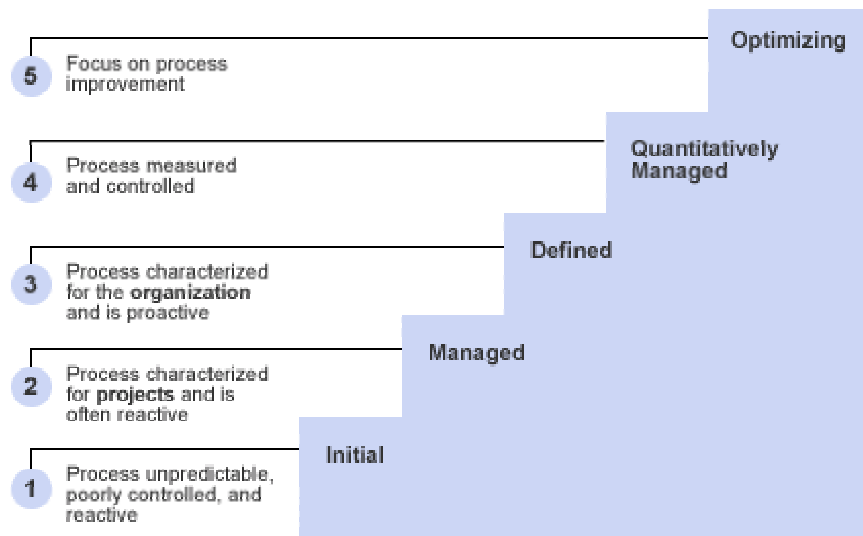 Optimizing
5
Focus on process
improvement
Quantitatively
Managed
4
Process measured
and controlled
Defined
3
Process characterized
for the organization
and is proactive
Managed
2
Process characterized
for projects and is
often reactive
Initial
1
Process unpredictable,
poorly controlled, and
reactive